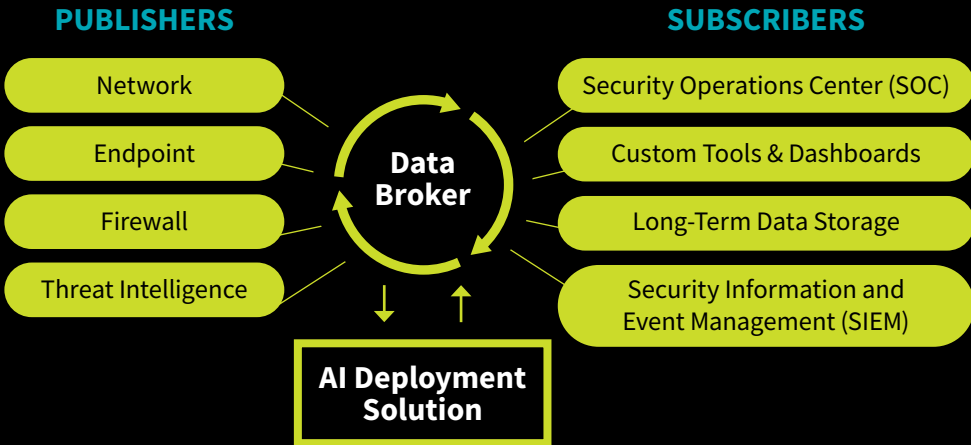 PUBLISHERS
Network
Endpoint
Firewall
Threat Intelligence
Data
Broker
AI Deployment
Solution
SUBSCRIBERS
Security Operations Center (SOC)
Custom Tools & Dashboards
Long-Term Data Storage
Security Information and
Event Management (SIEM)